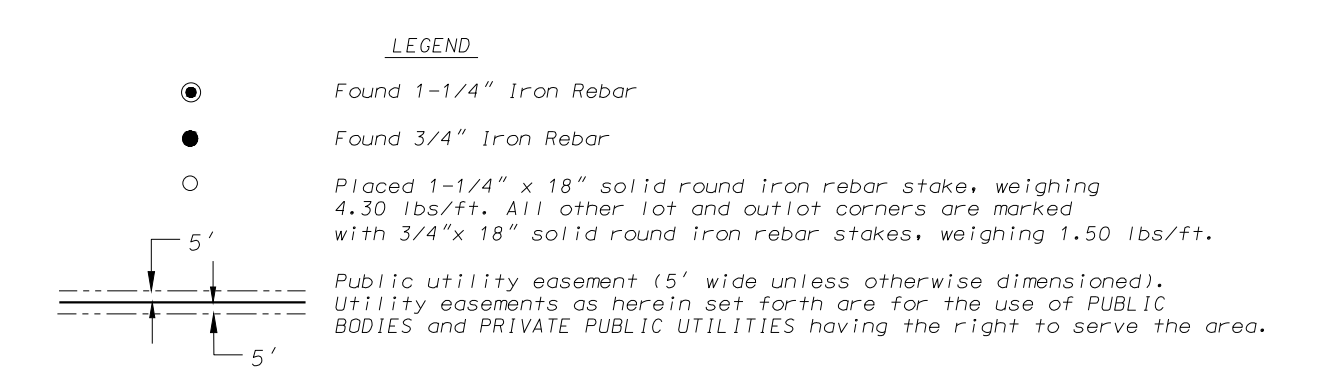 LEGEND
Found 1-1/4" Iron Rebar
Found 3/4" Iron Rebar
Placed 1-1/4" x 18" solid round iron rebar stake, weighing
4.30 lbs/ft. All other lot and outlot corners are marked
with 3/4"x 18" solid round iron rebar stakes, weighing 1.50 lbs/ft.
5'
Public utility easement (5' wide unless otherwise dimensioned).
Utility easements as herein set forth are for the use of PUBLIC
BODIES and PRIVATE PUBLIC UTILITIES having the right to serve the area.
5'